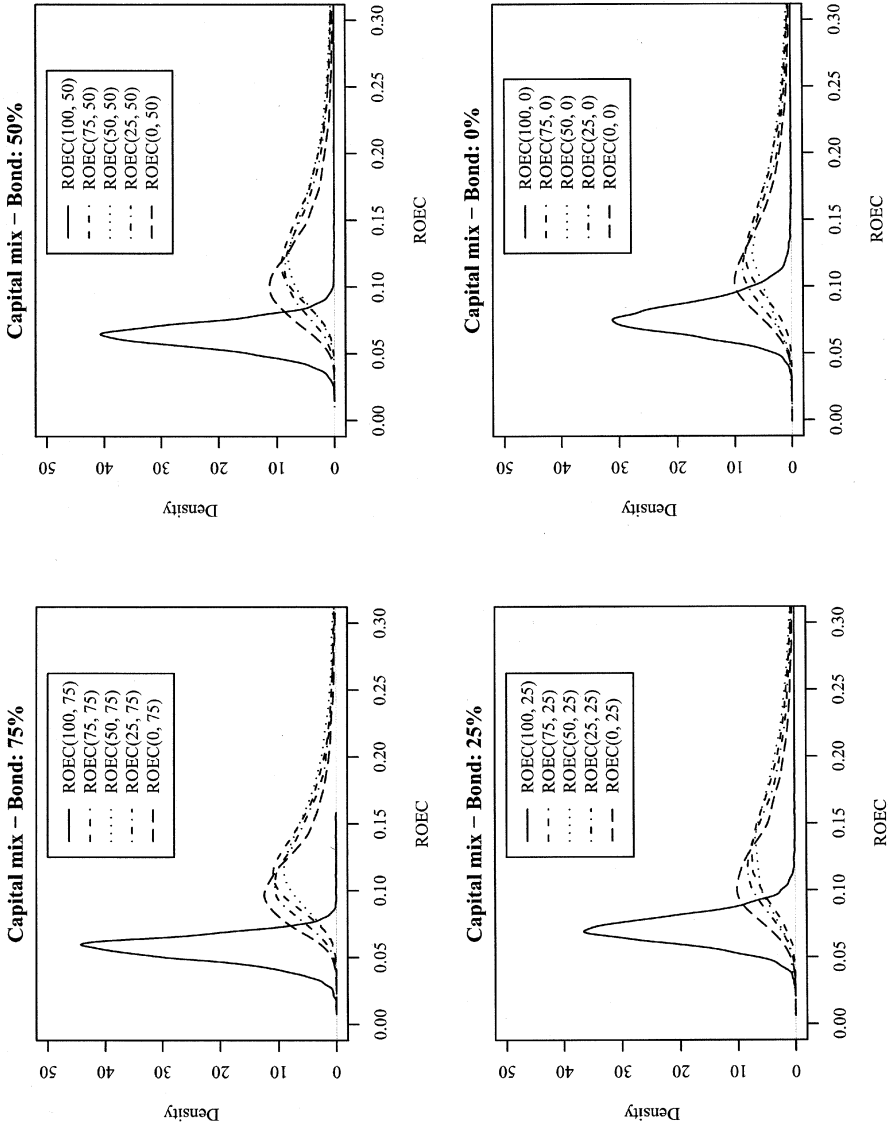 Capital mix – Bond: 75%
Density
50
40
30
20
10
0
ROEC(100, 75)
ROEC(75, 75)
ROEC(50, 75)
ROEC(25, 75)
ROEC(0, 75)
0.00 0.05 0.10 0.15 0.20 0.25 0.30
ROEC
Capital mix – Bond: 50%
Density
50
40
30
20
10
0
ROEC(100, 50)
ROEC(75, 50)
ROEC(50, 50)
ROEC(25, 50)
ROEC(0, 50)
0.00 0.05 0.10 0.15 0.20 0.25 0.30
ROEC
Capital mix – Bond: 25%
Density
50
40
30
20
10
0
ROEC(100, 25)
ROEC(75, 25)
ROEC(50, 25)
ROEC(25, 25)
ROEC(0, 25)
0.00 0.05 0.10 0.15 0.20 0.25 0.30
ROEC
Capital mix – Bond: 0%
Density
50
40
30
20
10
0
ROEC(100, 0)
ROEC(75, 0)
ROEC(50, 0)
ROEC(25, 0)
ROEC(0, 0)
0.00 0.05 0.10 0.15 0.20 0.25 0.30
ROEC